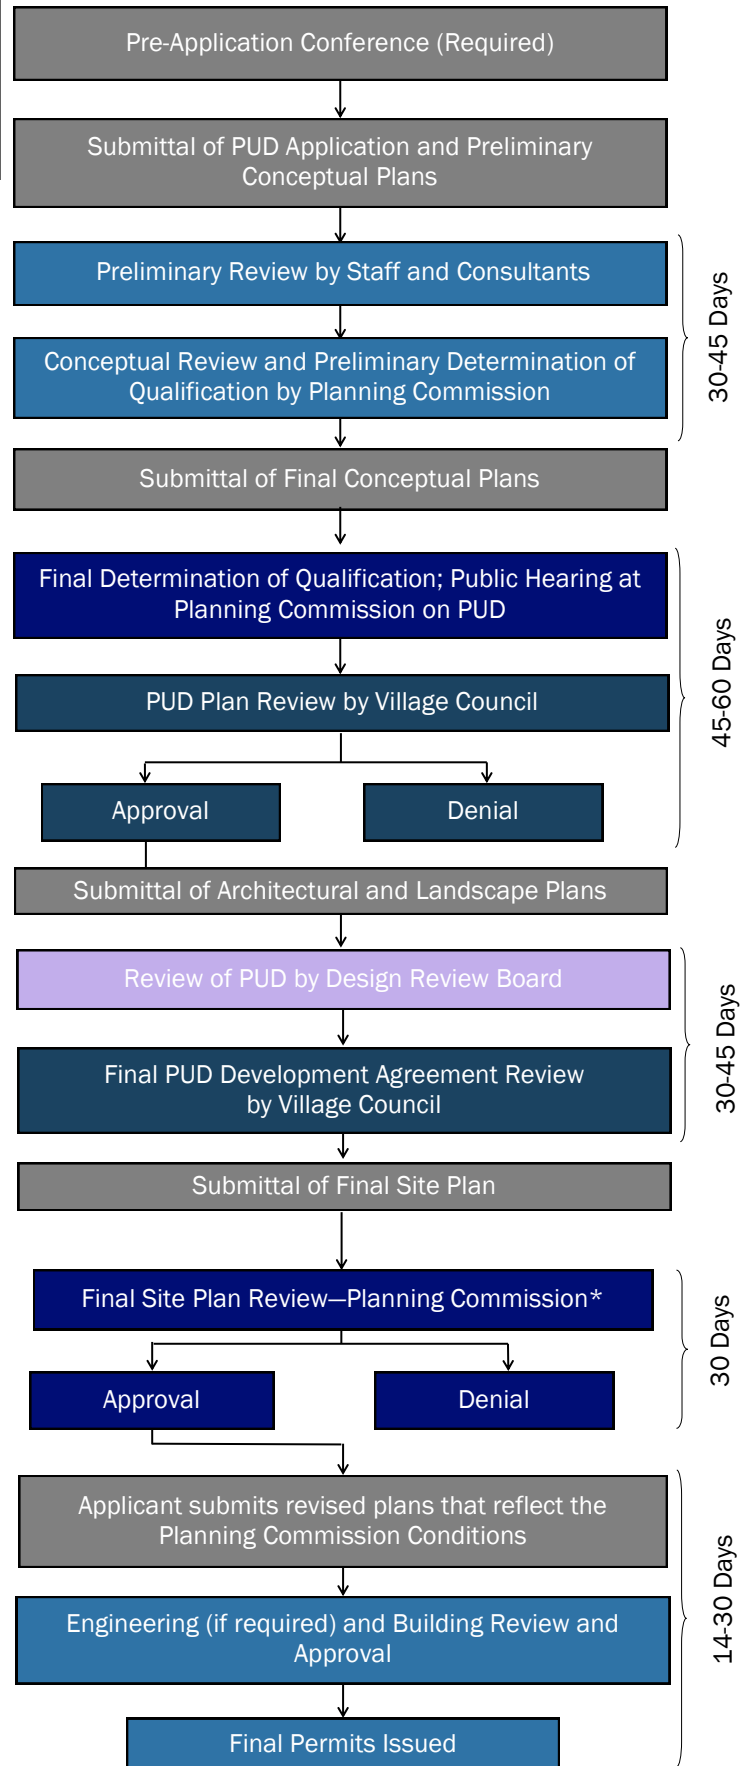 Pre-Application Conference (Required)
Submittal of PUD Application and Preliminary
Conceptual Plans
Preliminary Review by Staff and Consultants
Conceptual Review and Preliminary Determination of
Qualification by Planning Commission
30-45 Days
Submittal of Final Conceptual Plans
Final Determination of Qualification; Public Hearing at
Planning Commission on PUD
PUD Plan Review by Village Council
Approval
Denial
45-60 Days
Submittal of Architectural and Landscape Plans
Review of PUD by Design Review Board
Final PUD Development Agreement Review
by Village Council
30-45 Days
Submittal of Final Site Plan
Final Site Plan Review—Planning Commission*
Approval
Denial
30 Days
Applicant submits revised plans that reflect the
Planning Commission Conditions
Engineering (if required) and Building Review and
Approval
Final Permits Issued
14-30 Days